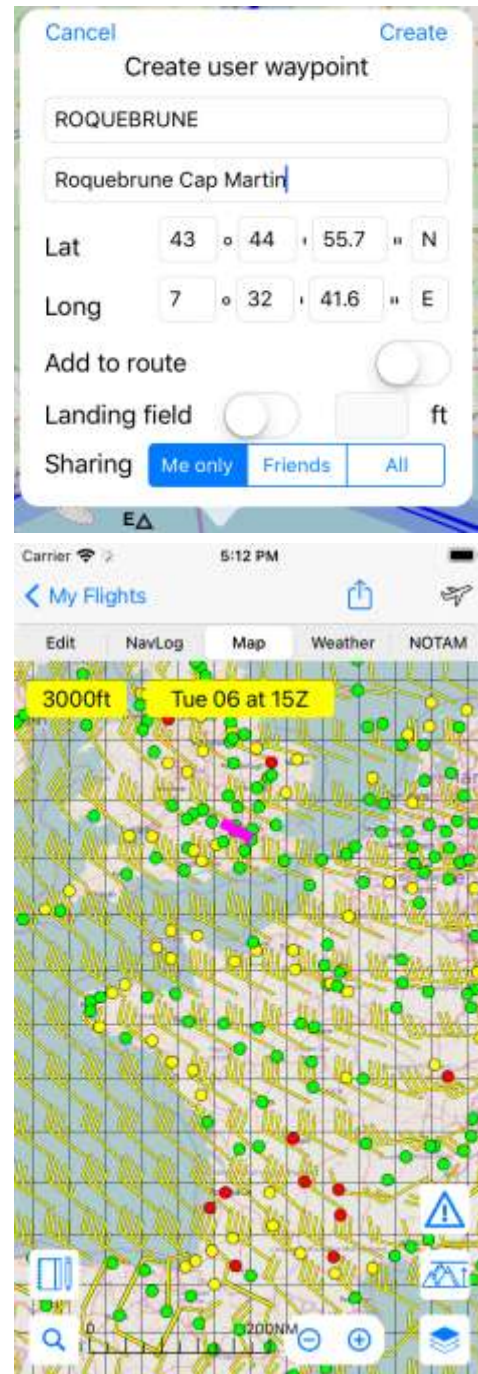 Cancel Create
Create user waypoint
ROQUEBRUNE
Roquebrune Cap Martin
Lat 43 ° 44 ' 55.7 " N
Long 7 ° 32 ' 41.6 " E
Add to route
Landing field ft
Sharing Me only Friends All
E
Carrier 5:12 PM
My Flights
Edit NavLog Map Weather NOTAM
3000ft Tue 06 at 15Z
0 200NM